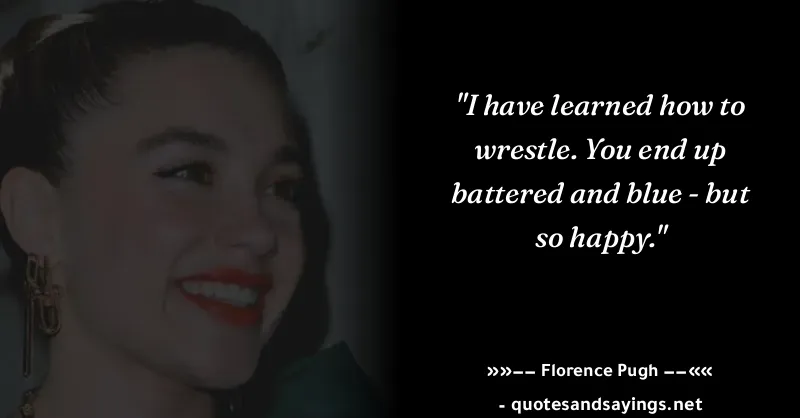 "I have learned how to
wrestle. You end up
battered and blue - but
so happy."
»»–– Florence Pugh ––««
- quotesandsayings.net